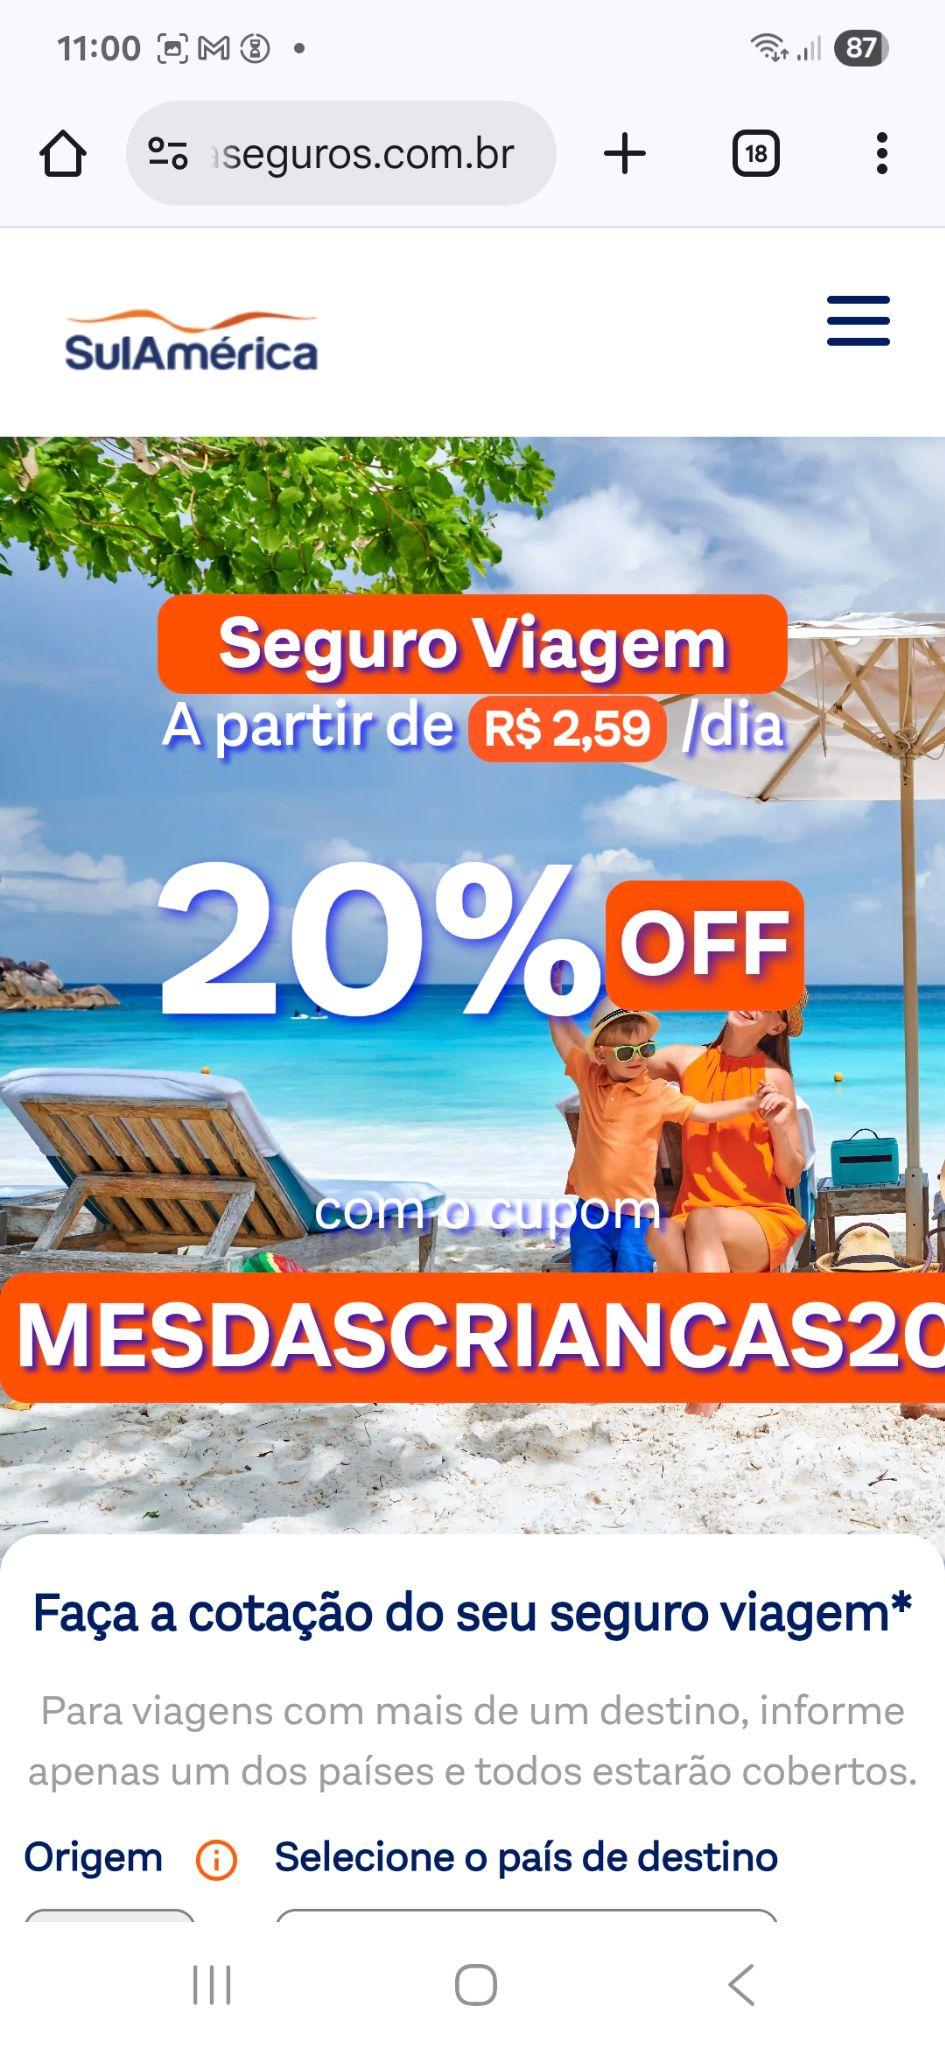 11:00
87
aseguros.com.br
18
SulAmérica
Seguro Viagem
A partir de R$ 2,59 /dia
20% OFF
com o cupom
MESDASCRIANCAS20
Faça a cotação do seu seguro viagem*
Para viagens com mais de um destino, informe
apenas um dos países e todos estarão cobertos.
Origem Selecione o país de destino